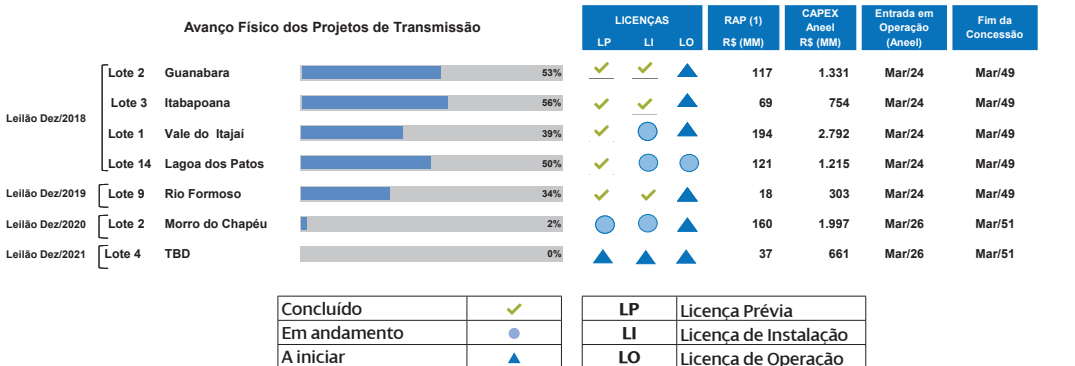 Avanço Físico dos Projetos de Transmissão
LICENÇAS
LP LI LO
RAP (1)
R$ (MM)
CAPEX
Aneel
R$ (MM)
Entrada em
Operação
(Aneel)
Fim da
Concessão
Leilão Dez/2018
Lote 2 Guanabara 53% 117 1.331 Mar/24 Mar/49
Lote 3 Itabapoana 56% 69 754 Mar/24 Mar/49
Lote 1 Vale do Itajaí 39% 194 2.792 Mar/24 Mar/49
Lote 14 Lagoa dos Patos 50% 121 1.215 Mar/24 Mar/49
Leilão Dez/2019 Lote 9 Rio Formoso 34% 18 303 Mar/24 Mar/49
Leilão Dez/2020 Lote 2 Morro do Chapéu 2% 160 1.997 Mar/26 Mar/51
Leilão Dez/2021 Lote 4 TBD 0% 37 661 Mar/26 Mar/51
Concluído
Em andamento
A iniciar
LP Licença Prévia
LI Licença de Instalação
LO Licença de Operação